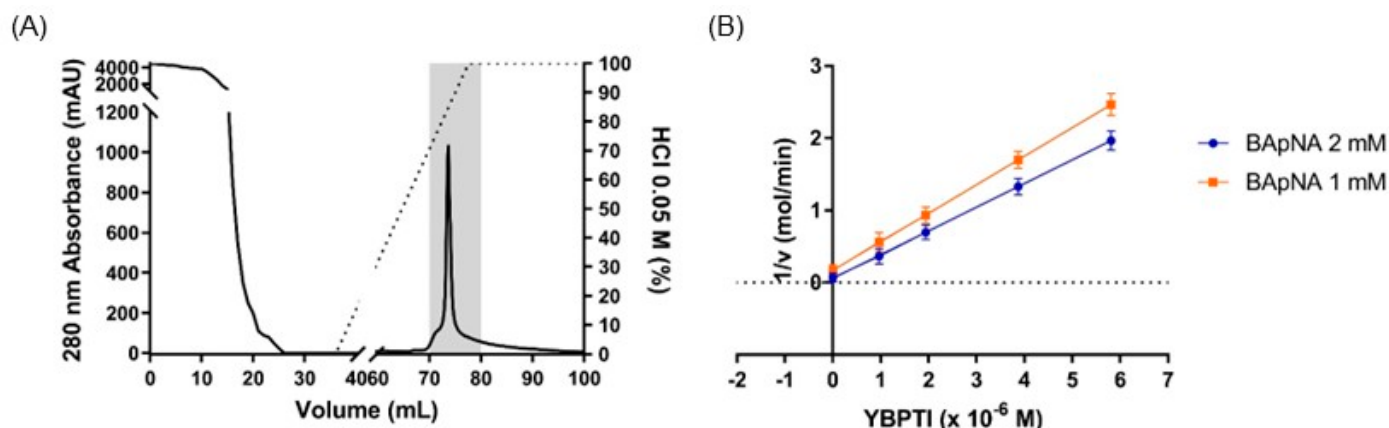 (A)
280 nm Absorbance (mAU)
4000
2000
1200
1000
800
600
400
200
0
0 10 20 30 40 60 70 80 90 100
Volume (mL)
100
90
80
70
60
50
40
30
20
10
0
HCl 0.05 M (%)
(B)
1/v (mol/min)
3
2
1
0
-2 -1 0 1 2 3 4 5 6 7
YBPTI (x 10⁻⁶ M)
BApNA 2 mM
BApNA 1 mM